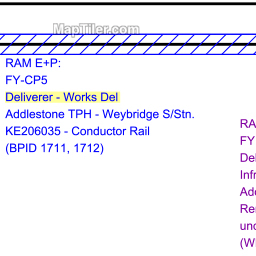 MapTiler.com
RAM E+P:
FY-CP5
Deliverer - Works Del
Addlestone TPH - Weybridge S/Stn.
KE206035 - Conductor Rail
(BPID 1711, 1712)
RA
FY
Del
Infr
Add
Re
und
(W